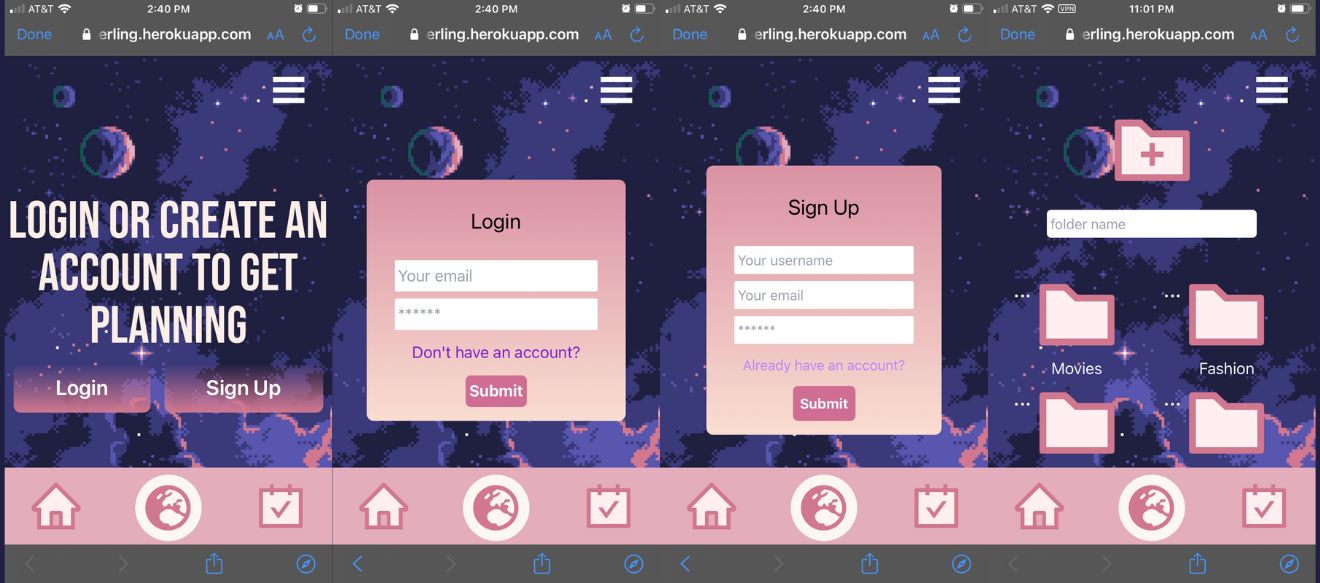 AT&T 2:40 PM
Done erling.herokuapp.com AA
LOGIN OR CREATE AN
ACCOUNT TO GET
PLANNING
Login Sign Up
AT&T 2:40 PM
Done erling.herokuapp.com AA
Login
Your email
******
Don't have an account?
Submit
AT&T 2:40 PM
Done erling.herokuapp.com AA
Sign Up
Your username
Your email
******
Already have an account?
Submit
AT&T VPN 11:01 PM
Done erling.herokuapp.com AA
folder name
... ...
Movies Fashion
... ...